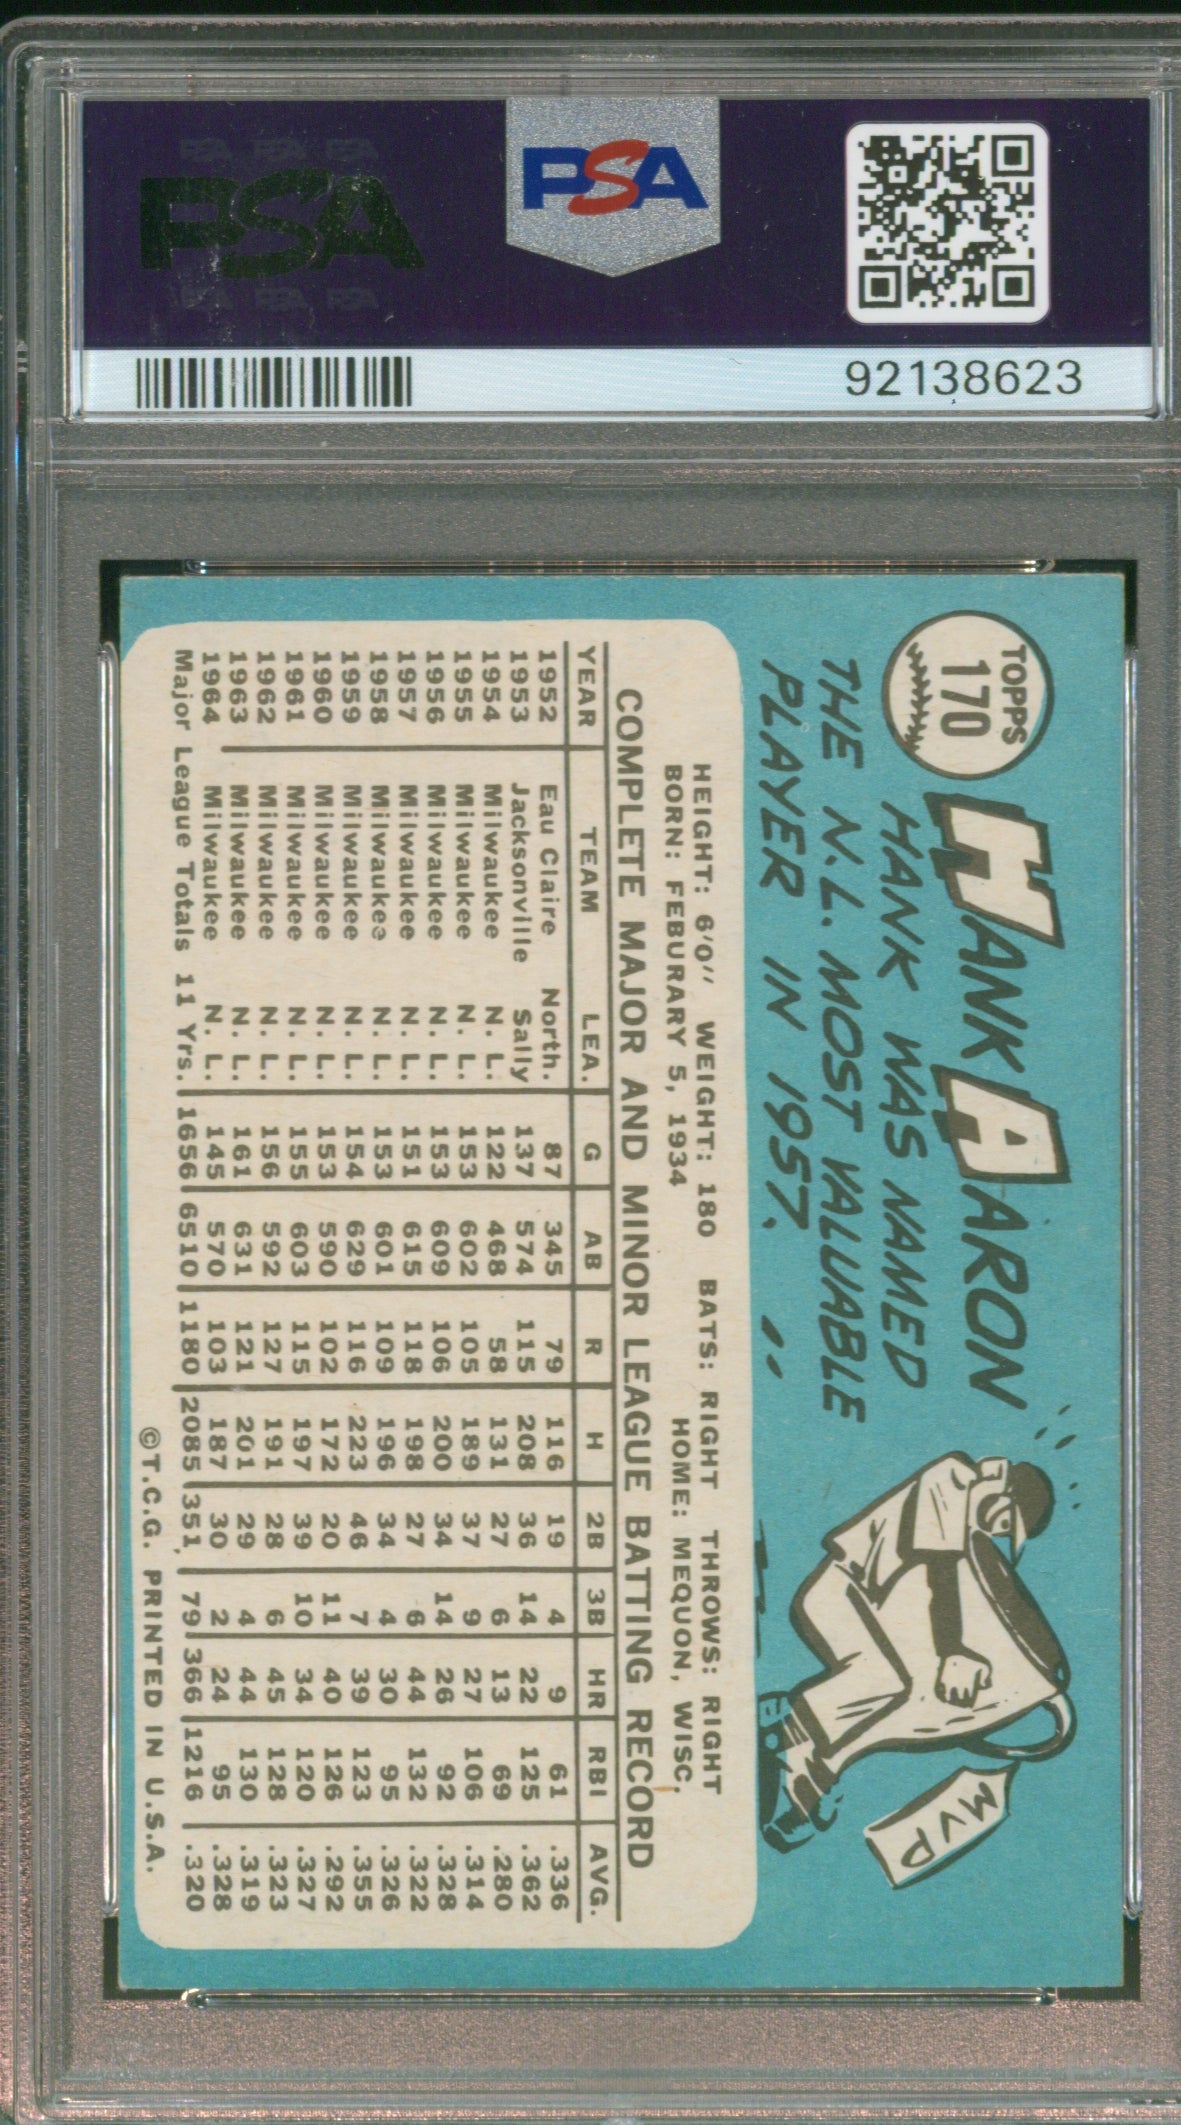 PSA PSA PSA
PSA
PSA PSA PSA
PSA
92138623
TOPPS
170
HANK AARON
HANK WAS NAMED
THE N.L. MOST VALUABLE
PLAYER IN 1957.
MVP
HEIGHT: 6'0" WEIGHT: 180 BATS: RIGHT THROWS: RIGHT
BORN: FEBURARY 5, 1934 HOME: MEQUON, WISC.
COMPLETE MAJOR AND MINOR LEAGUE BATTING RECORD
YEAR TEAM LEA. G AB R H 2B 3B HR RBI AVG.
1952 Eau Claire North. 87 345 79 116 19 4 9 61 .336
1953 Jacksonville Sally 137 574 115 208 36 14 22 125 .362
1954 Milwaukee N. L. 122 468 58 131 27 6 13 69 .280
1955 Milwaukee N. L. 153 602 105 189 37 9 27 106 .314
1956 Milwaukee N. L. 153 609 106 200 34 14 26 92 .328
1957 Milwaukee N. L. 151 615 118 198 27 6 44 132 .322
1958 Milwaukee N. L. 153 601 109 196 34 4 30 95 .326
1959 Milwaukee N. L. 154 629 116 223 46 7 39 123 .355
1960 Milwaukee N. L. 153 590 102 172 20 11 40 126 .292
1961 Milwaukee N. L. 155 603 115 197 39 10 34 120 .327
1962 Milwaukee N. L. 156 592 127 191 28 6 45 128 .323
1963 Milwaukee N. L. 161 631 121 201 29 4 44 130 .319
1964 Milwaukee N. L. 145 570 103 187 30 2 24 95 .328
Major League Totals 11 Yrs. 1656 6510 1180 2085 351 79 366 1216 .320
©T.C.G. PRINTED IN U.S.A.